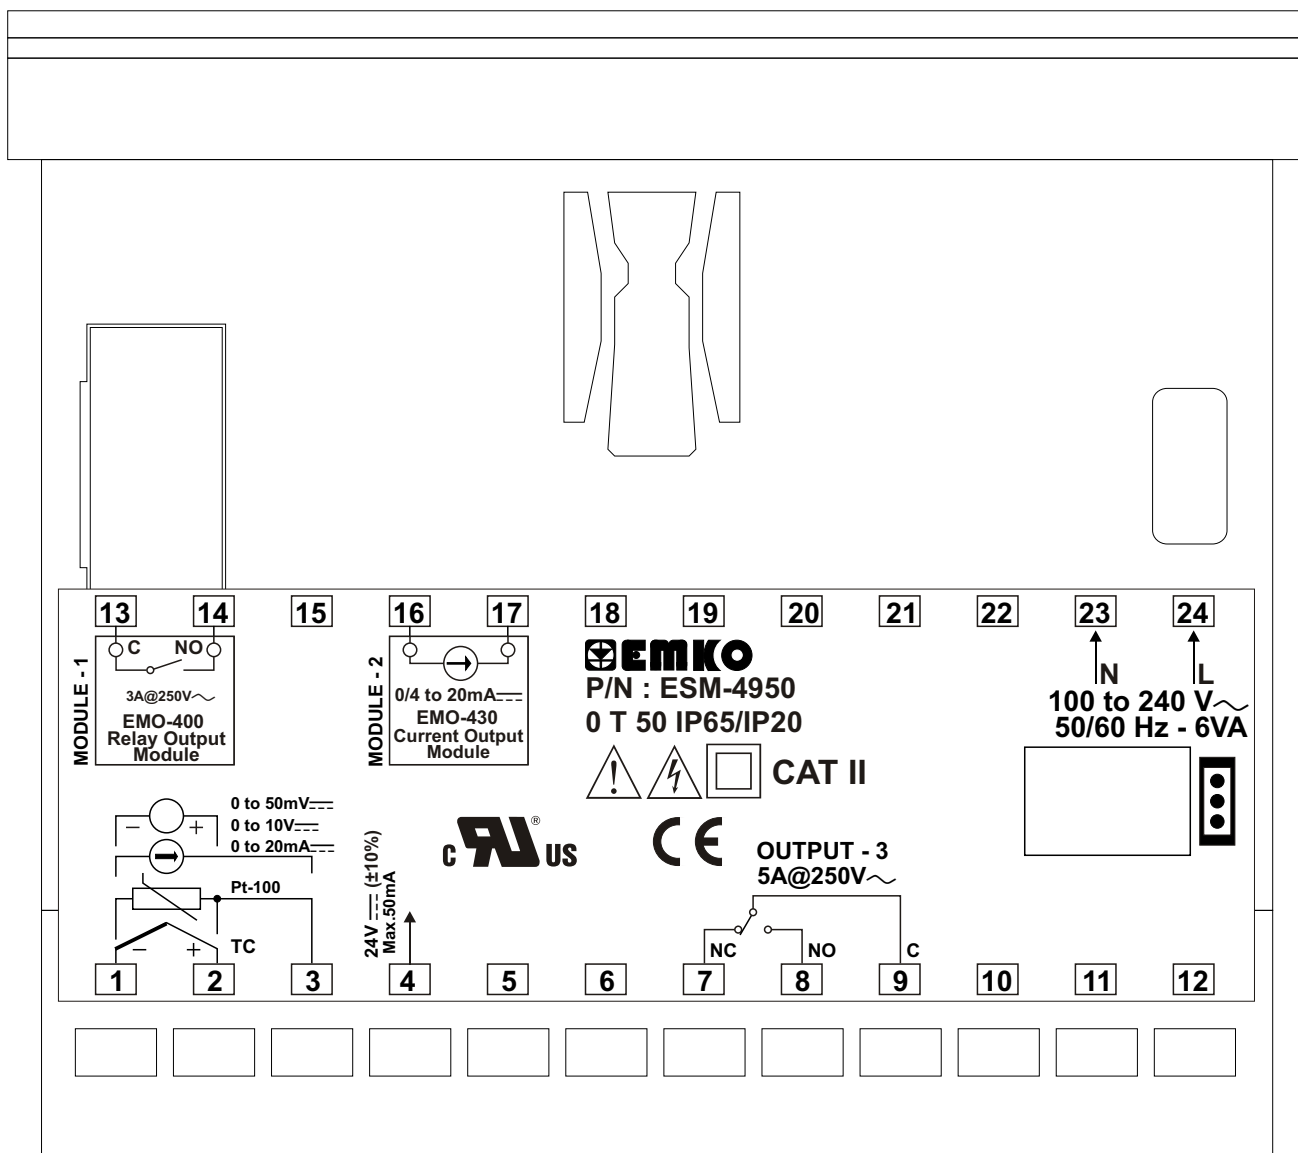 13 14 15 16 17 18 19 20 21 22 23 24
MODULE - 1
C NO
3A@250V
EMO-400
Relay Output
Module
MODULE - 2
0/4 to 20mA
EMO-430
Current Output
Module
EMKO
P/N : ESM-4950
0 T 50 IP65/IP20
CAT II
N L
100 to 240 V
50/60 Hz - 6VA
0 to 50mV
− +
0 to 10V
0 to 20mA
Pt-100
− + TC
24V (±10%)
Max.50mA
c RU ® US
CE
OUTPUT - 3
5A@250V
NC NO C
1 2 3 4 5 6 7 8 9 10 11 12